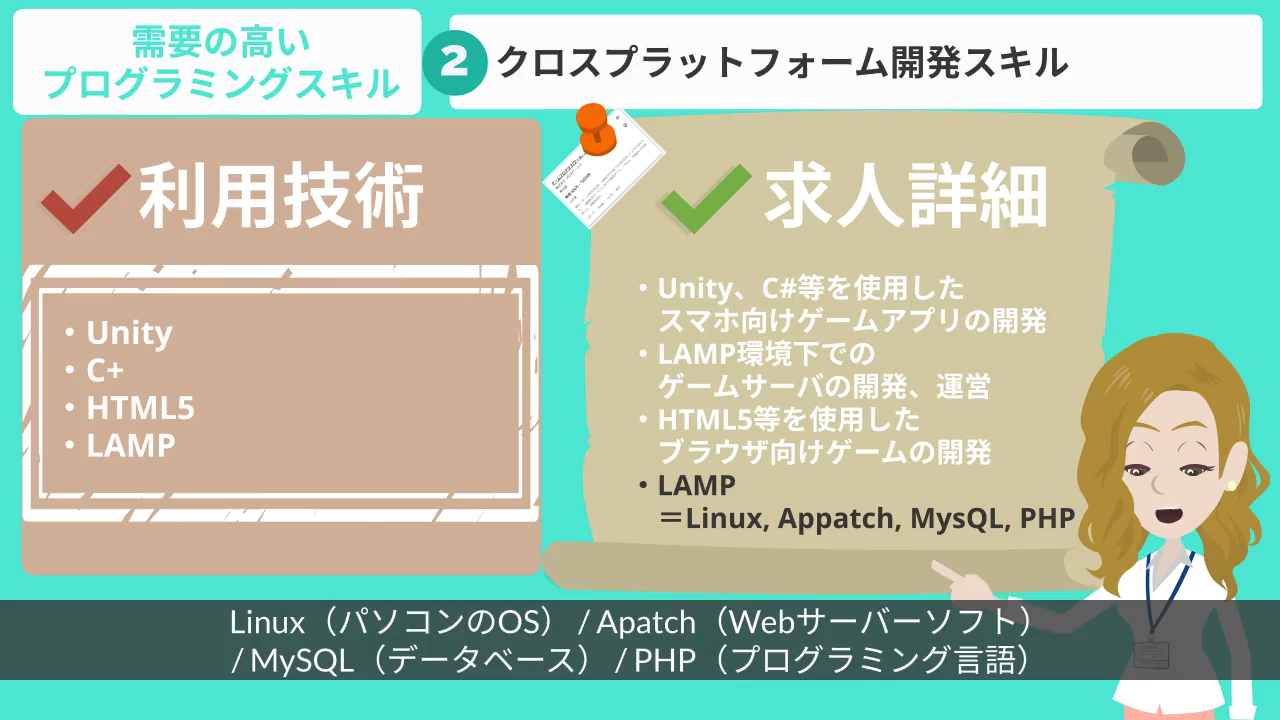 需要の高い
プログラミングスキル
2 クロスプラットフォーム開発スキル
利用技術
・Unity
・C+
・HTML5
・LAMP
求人詳細
・Unity、C#等を使用した
スマホ向けゲームアプリの開発
・LAMP環境下での
ゲームサーバの開発、運営
・HTML5等を使用した
ブラウザ向けゲームの開発
・LAMP
＝Linux, Appatch, MysQL, PHP
Linux（パソコンのOS） / Apatch（Webサーバーソフト）
/ MySQL（データベース） / PHP（プログラミング言語）